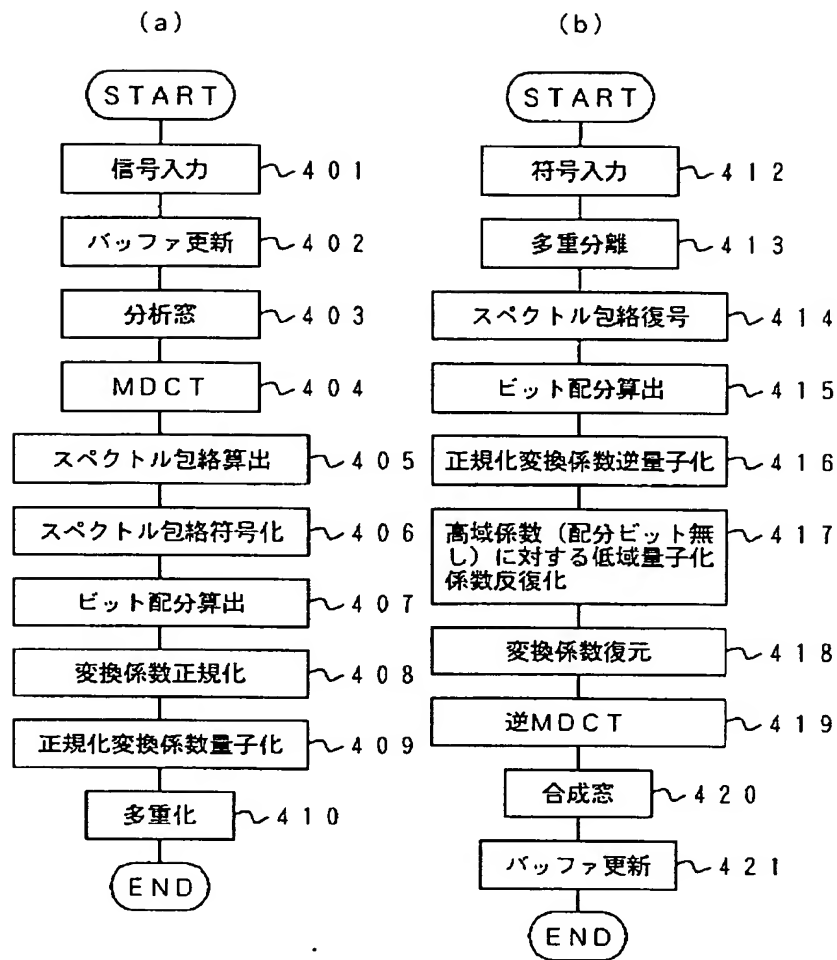 (a)
START
信号入力 401
バッファ更新 402
分析窓 403
MDCT 404
スペクトル包絡算出 405
スペクトル包絡符号化 406
ビット配分算出 407
変換係数正規化 408
正規化変換係数量子化 409
多重化 410
END
(b)
START
符号入力 412
多重分離 413
スペクトル包絡復号 414
ビット配分算出 415
正規化変換係数逆量子化 416
高域係数(配分ビット無
し)に対する低域量子化
係数反復化 417
変換係数復元 418
逆MDCT 419
合成窓 420
バッファ更新 421
END